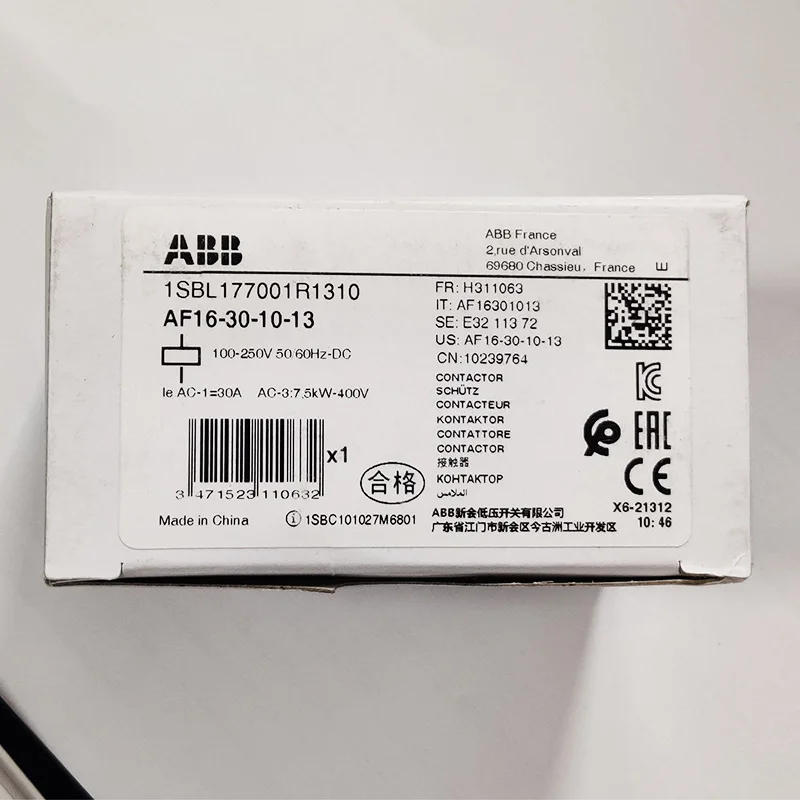 ABB
ABB France
2,rue d'Arsonval
69680 Chassieu, France
E
1SBL177001R1310
AF16-30-10-13
100-250V 50/60Hz-DC
Ie AC-1=30A AC-3:7,5kW-400V
FR: H311063
IT: AF16301013
SE: E32 113 72
US: AF16-30-10-13
CN:10239764
CONTACTOR
SCHÜTZ
CONTACTEUR
KONTAKTOR
CONTATTORE
CONTACTOR
接触器
КОНТАКТОР
الملامس
x1
3 471523 110632
合格
Made in China
i 1SBC101027M6801
ABB新会低压开关有限公司
广东省江门市新会区今古洲工业开发区
KC
EAC
CE
X6-21312
10: 46